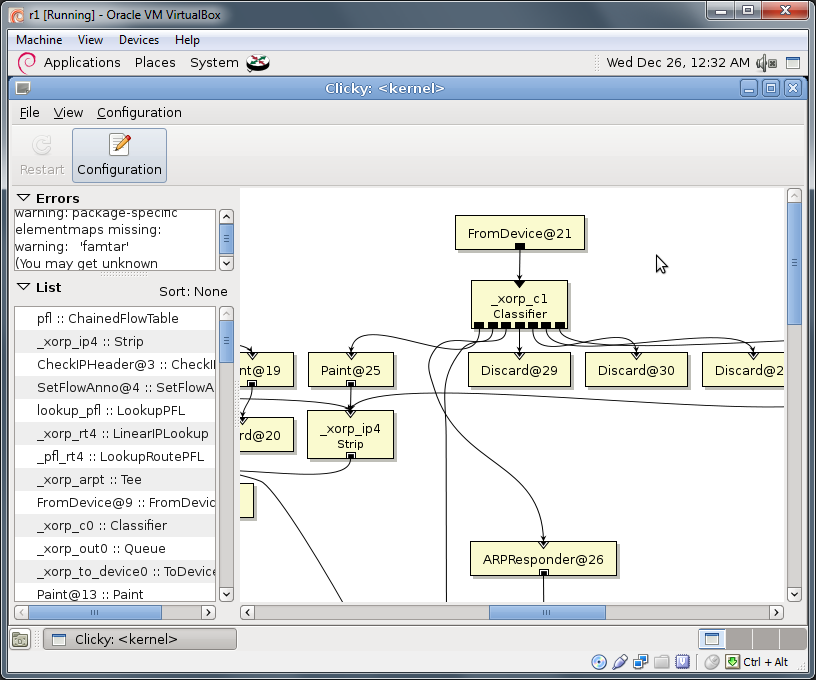 r1 [Running] - Oracle VM VirtualBox
Machine View Devices Help
Applications Places System Wed Dec 26, 12:32 AM
Clicky: <kernel>
File View Configuration
Restart Configuration
Errors
warning: package-specific
elementmaps missing:
warning: 'famtar'
(You may get unknown
List
Sort: None
pfl :: ChainedFlowTable
_xorp_ip4 :: Strip
CheckIPHeader@3 :: CheckI
SetFlowAnno@4 :: SetFlowA
lookup_pfl :: LookupPFL
_xorp_rt4 :: LinearIPLookup
_pfl_rt4 :: LookupRoutePFL
_xorp_arpt :: Tee
FromDevice@9 :: FromDevic
_xorp_c0 :: Classifier
_xorp_out0 :: Queue
_xorp_to_device0 :: ToDevice
Paint@13 :: Paint
FromDevice@21
_xorp_c1
Classifier
nt@19 Paint@25 Discard@29 Discard@30 Discard@2
rd@20
_xorp_ip4
Strip
ARPResponder@26
Clicky: <kernel>
Ctrl + Alt